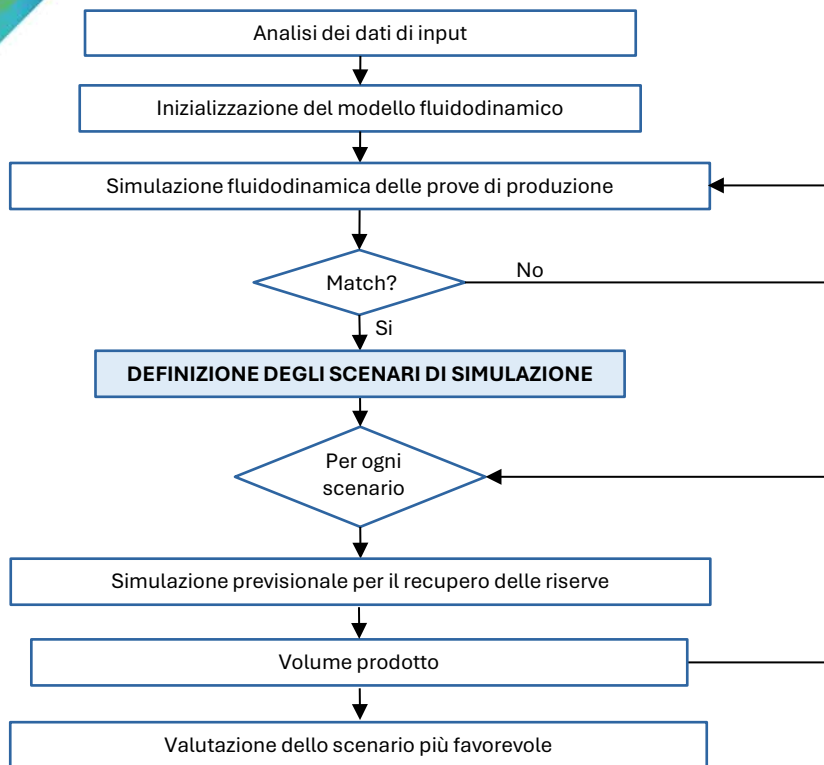 Analisi dei dati di input
Inizializzazione del modello fluidodinamico
Simulazione fluidodinamica delle prove di produzione
Match?
No
Si
DEFINIZIONE DEGLI SCENARI DI SIMULAZIONE
Per ogni
scenario
Simulazione previsionale per il recupero delle riserve
Volume prodotto
Valutazione dello scenario più favorevole